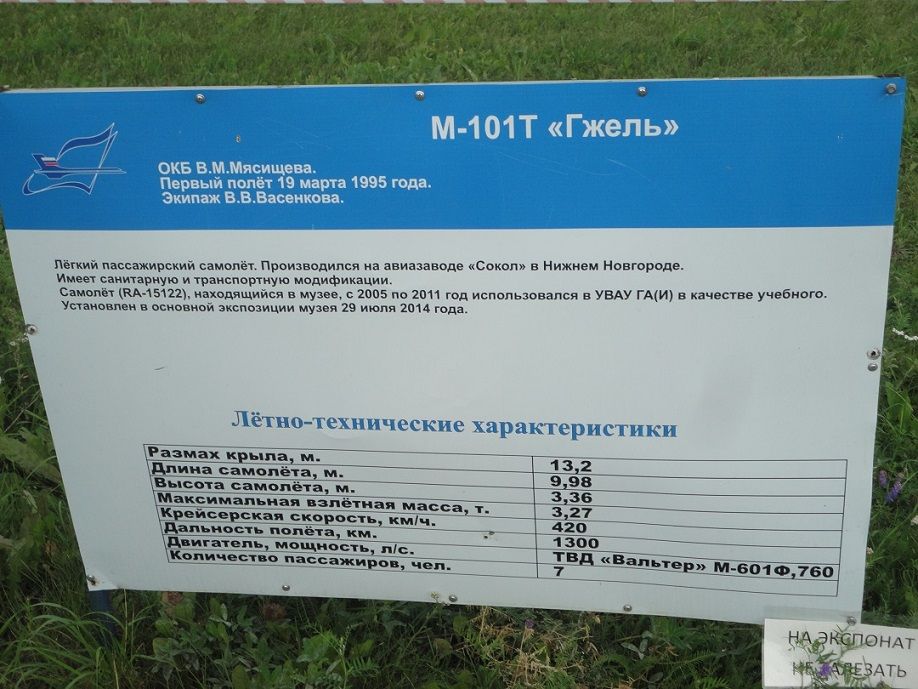 М-101Т «Гжель»
ОКБ В.М.Мясищева.
Первый полёт 19 марта 1995 года.
Экипаж В.В.Васенкова.
Лёгкий пассажирский самолёт. Производился на авиазаводе «Сокол» в Нижнем Новгороде.
Имеет санитарную и транспортную модификации.
Самолёт (RA-15122), находящийся в музее, с 2005 по 2011 год использовался в УВАУ ГА(И) в качестве учебного.
Установлен в основной экспозиции музея 29 июля 2014 года.
Лётно-технические характеристики
Размах крыла, м. 13,2
Длина самолёта, м. 9,98
Высота самолёта, м. 3,36
Максимальная взлётная масса, т. 3,27
Крейсерская скорость, км/ч. 420
Дальность полёта, км. 1300
Двигатель, мощность, л/с. ТВД «Вальтер» М-601Ф,760
Количество пассажиров, чел. 7
НА ЭКСПОНАТ
НЕ ЗАЛЕЗАТЬ